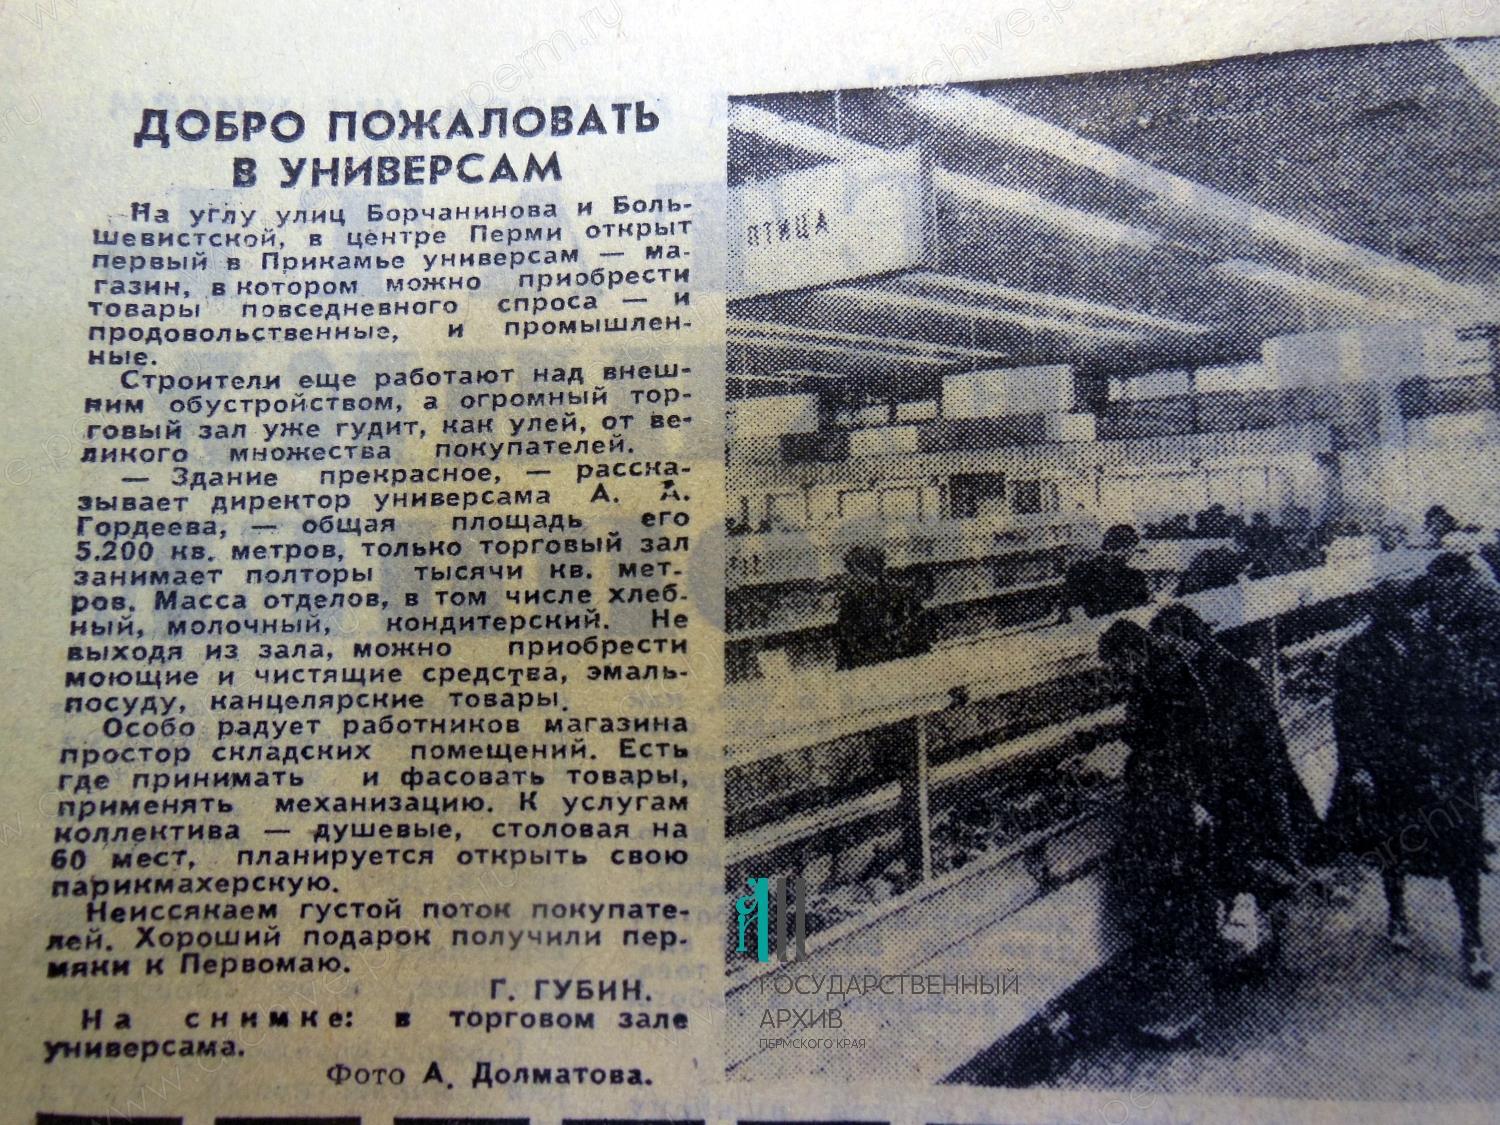 ДОБРО ПОЖАЛОВАТЬ
В УНИВЕРСАМ
На углу улиц Борчанинова и Боль-
шевистской, в центре Перми открыт
первый в Прикамье универсам — ма-
газин, в котором можно приобрести
товары повседневного спроса — и
продовольственные, и промышлен-
ные.
Строители еще работают над внеш-
ним обустройством, а огромный тор-
говый зал уже гудит, как улей, от ве-
ликого множества покупателей.
— Здание прекрасное, — расска-
зывает директор универсама А. А.
Гордеева, — общая площадь его
5.200 кв. метров, только торговый зал
занимает полторы тысячи кв. мет-
ров. Масса отделов, в том числе хлеб-
ный, молочный, кондитерский. Не
выходя из зала, можно приобрести
моющие и чистящие средства, эмаль-
посуду, канцелярские товары.
Особо радует работников магазина
простор складских помещений. Есть
где принимать и фасовать товары,
применять механизацию. К услугам
коллектива — душевые, столовая на
60 мест, планируется открыть свою
парикмахерскую.
Неиссякаем густой поток покупате-
лей. Хороший подарок получили пер-
мяки к Первомаю.
Г. ГУБИН.
На снимке: в торговом зале
универсама.
Фото А. Долматова.
ПТИЦА
ГОСУДАРСТВЕННЫЙ
АРХИВ
ПЕРМСКОГО КРАЯ